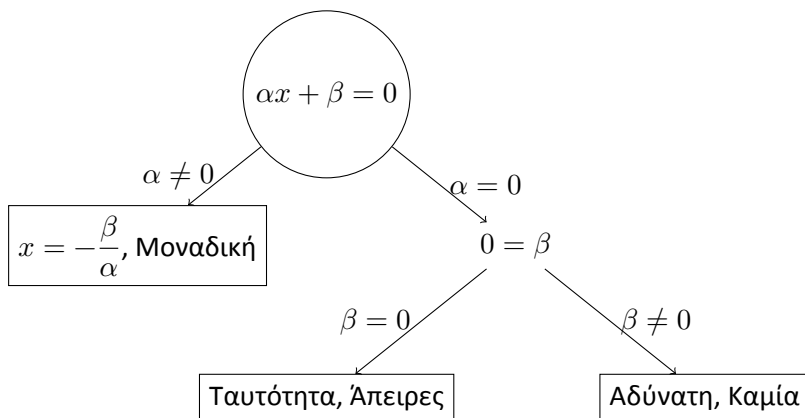 αx + β = 0
α ≠ 0
α = 0
x = −β/α, Μοναδική
0 = β
β = 0
β ≠ 0
Ταυτότητα, Άπειρες
Αδύνατη, Καμία